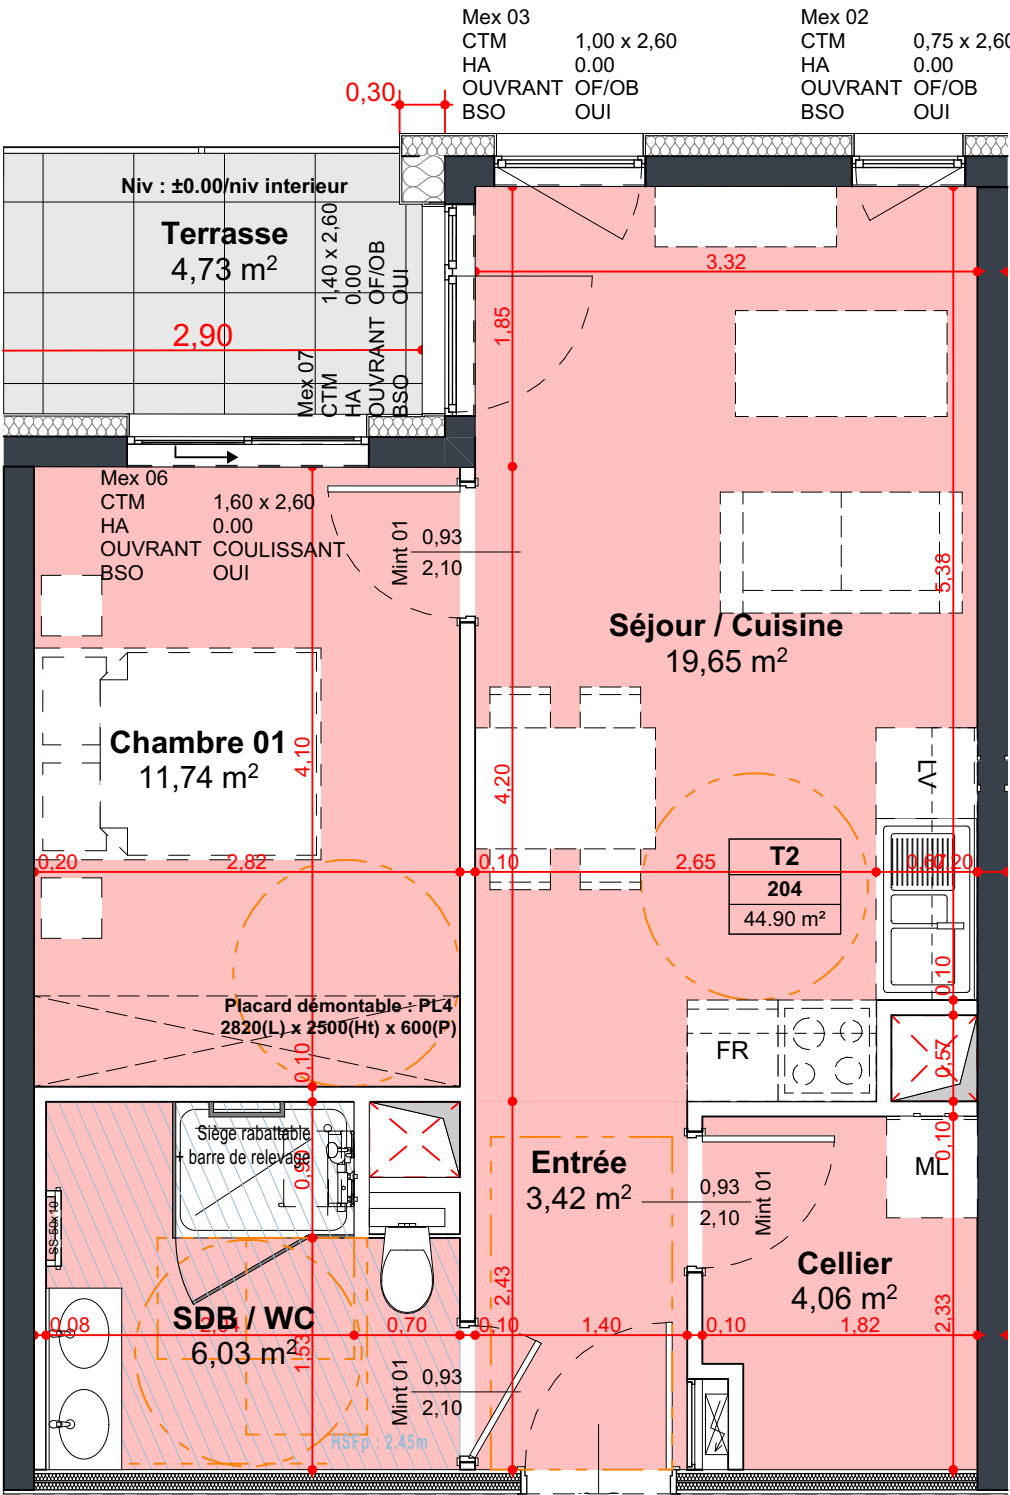 Mex 03
CTM 1,00 x 2,60
HA 0.00
OUVRANT OF/OB
BSO OUI
Mex 02
CTM 0,75 x 2,60
HA 0.00
OUVRANT OF/OB
BSO OUI
0,30
Niv : ±0.00/niv interieur
Terrasse
4,73 m²
2,90
Mex 07
CTM 1,40 x 2,60
HA 0.00
OUVRANT OF/OB
BSO OUI
3,32
1,85
Mex 06
CTM 1,60 x 2,60
HA 0.00
OUVRANT COULISSANT
BSO OUI
Mint 01
0,93
2,10
5,38
Séjour / Cuisine
19,65 m²
Chambre 01
11,74 m²
4,10
4,20
LV
0,20
2,82
0,10
2,65
0,67
0,20
T2
204
44.90 m²
0,10
Placard démontable : PL4
2820(L) x 2500(Ht) x 600(P)
0,10
FR
0,57
0,10
Siège rabattable
+ barre de relevage
0,90
SS 50x10
Entrée
3,42 m²
0,93
2,10
Mint 01
ML
Cellier
4,06 m²
2,43
2,33
SDB / WC
6,03 m²
0,08
0,70
0,10
1,40
0,10
1,82
1,53
Mint 01
0,93
2,10
HSFp : 2.45m